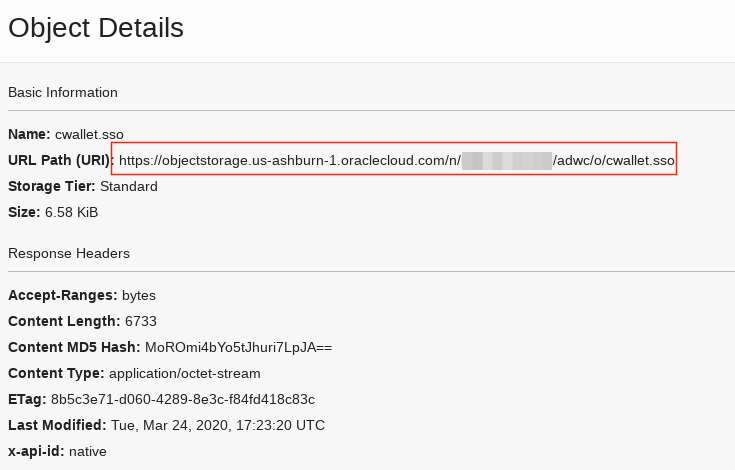 Object Details
Basic Information
Name: cwallet.sso
URL Path (URI): https://objectstorage.us-ashburn-1.oraclecloud.com/n/ /adwc/o/cwallet.sso
Storage Tier: Standard
Size: 6.58 KiB
Response Headers
Accept-Ranges: bytes
Content Length: 6733
Content MD5 Hash: MoROmi4bYo5tJhuri7LpJA==
Content Type: application/octet-stream
ETag: 8b5c3e71-d060-4289-8e3c-f84fd418c83c
Last Modified: Tue, Mar 24, 2020, 17:23:20 UTC
x-api-id: native